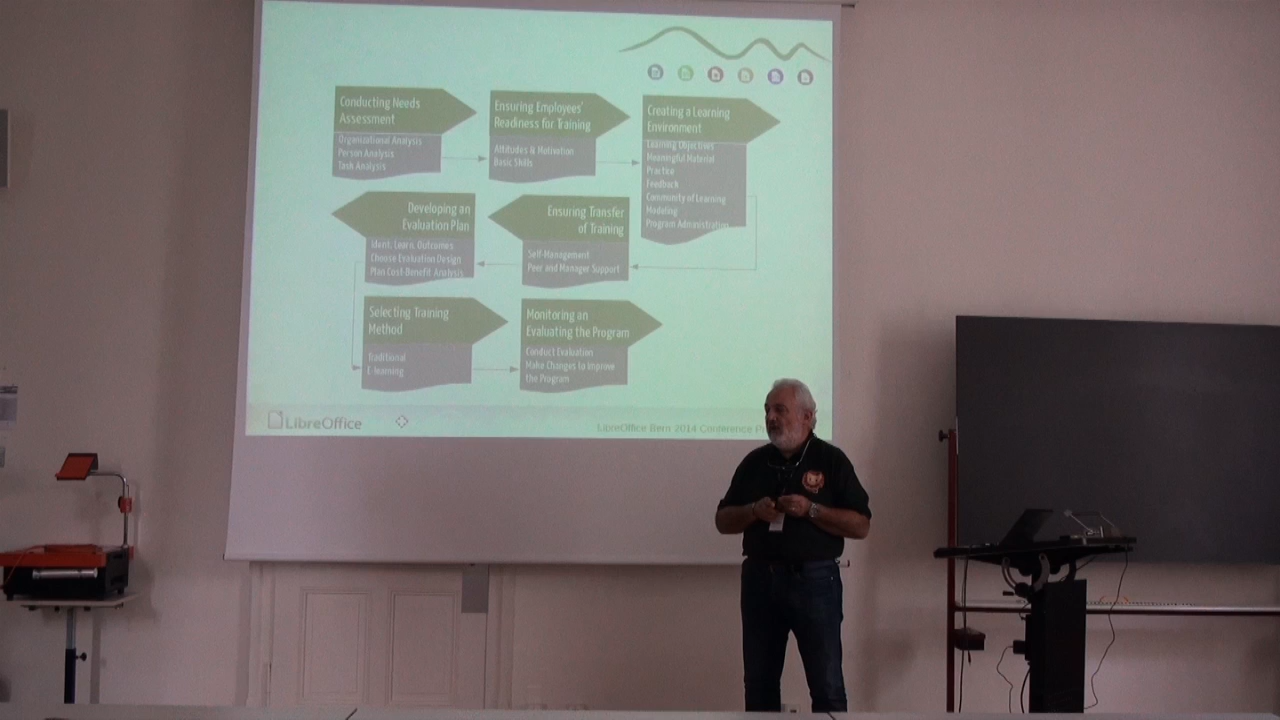 Conducting Needs
Assessment
Organizational Analysis
Person Analysis
Task Analysis
Ensuring Employees'
Readiness for Training
Attitudes & Motivation
Basic Skills
Creating a Learning
Environment
Learning Objectives
Meaningful Material
Practice
Feedback
Community of Learning
Modeling
Program Administration
Developing an
Evaluation Plan
Ident. Learn. Outcomes
Choose Evaluation Design
Plan Cost-Benefit Analysis
Ensuring Transfer
of Training
Self-Management
Peer and Manager Support
Selecting Training
Method
Traditional
E-learning
Monitoring an
Evaluating the Program
Conduct Evaluation
Make Changes to Improve
the Program
LibreOffice
LibreOffice Bern 2014 Conference